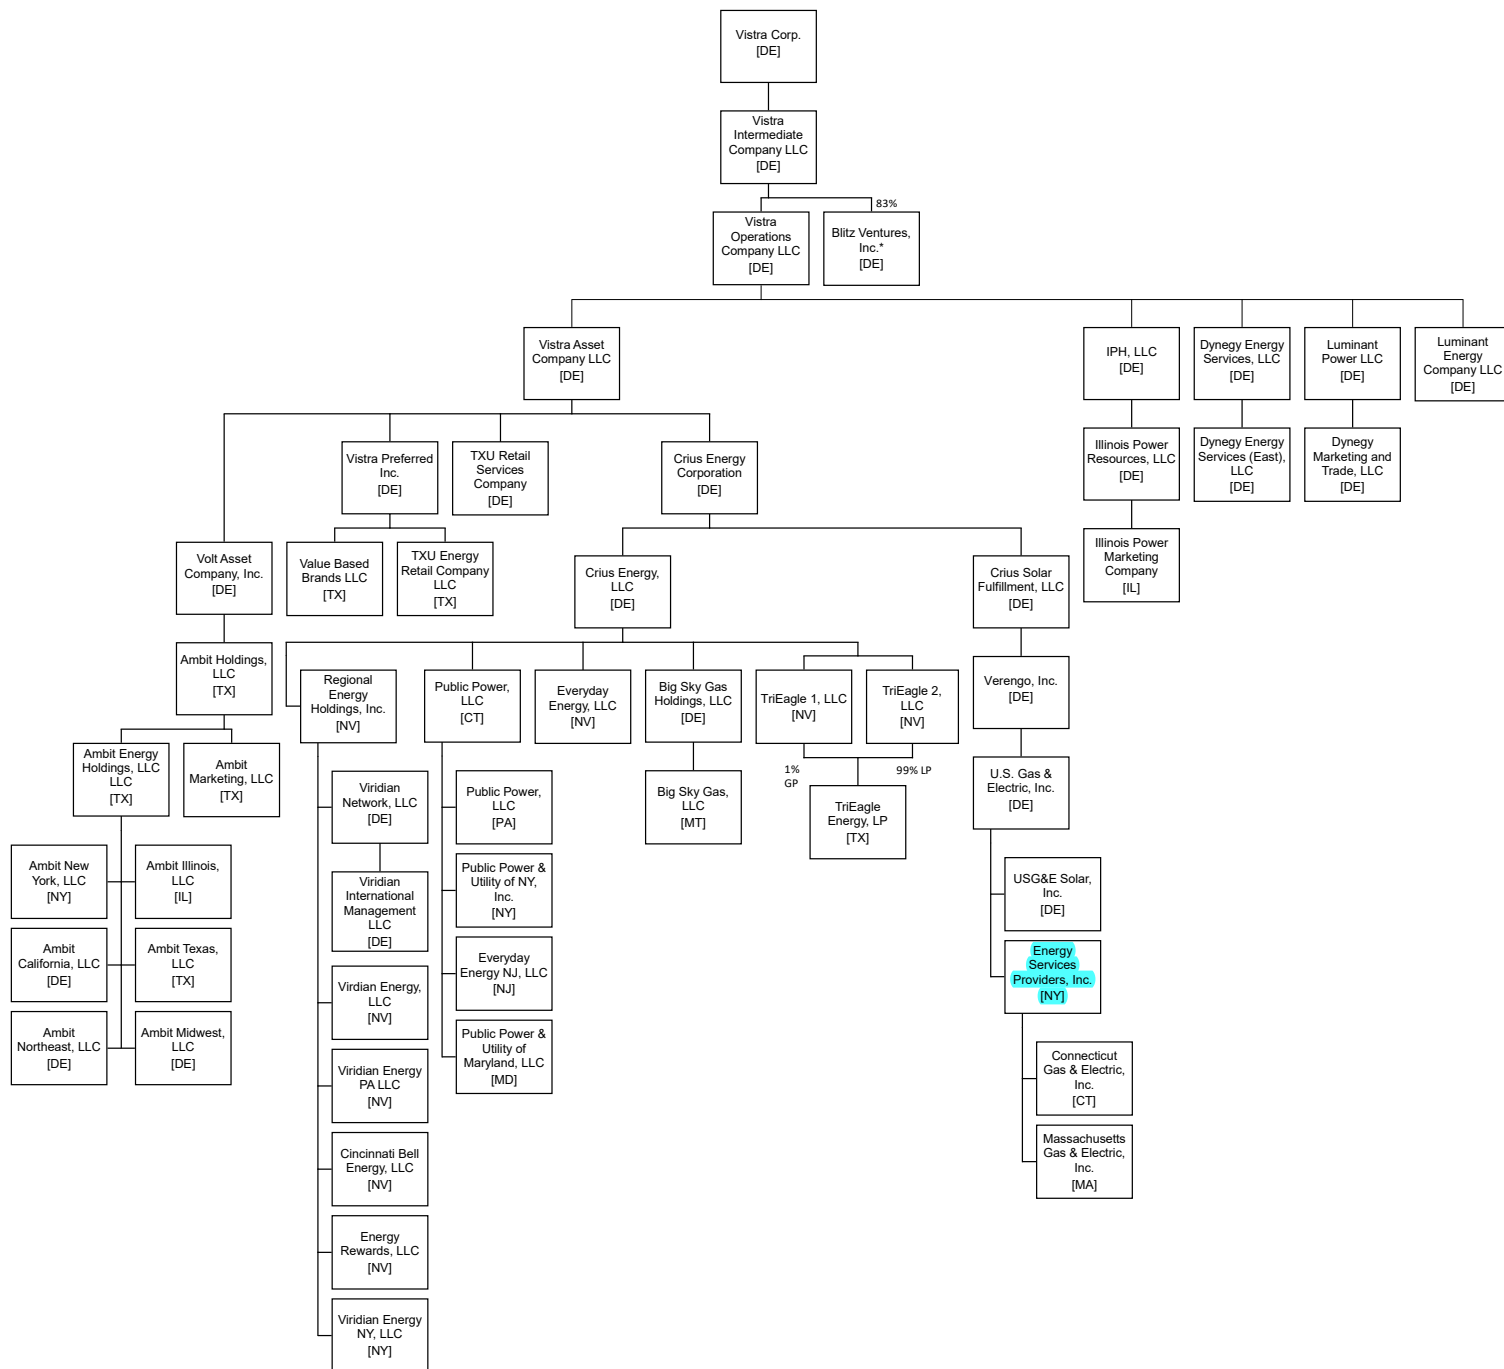 Vistra Corp.
[DE]
Vistra
Intermediate
Company LLC
[DE]
83%
Vistra
Operations
Company LLC
[DE]
Blitz Ventures,
Inc.*
[DE]
Vistra Asset
Company LLC
[DE]
IPH, LLC
[DE]
Dynegy Energy
Services, LLC
[DE]
Luminant
Power LLC
[DE]
Luminant
Energy
Company LLC
[DE]
Vistra Preferred
Inc.
[DE]
TXU Retail
Services
Company
[DE]
Crius Energy
Corporation
[DE]
Illinois Power
Resources, LLC
[DE]
Dynegy Energy
Services (East),
LLC
[DE]
Dynegy
Marketing and
Trade, LLC
[DE]
Volt Asset
Company, Inc.
[DE]
Value Based
Brands LLC
[TX]
TXU Energy
Retail Company
LLC
[TX]
Crius Energy,
LLC
[DE]
Crius Solar
Fulfillment, LLC
[DE]
Illinois Power
Marketing
Company
[IL]
Ambit Holdings,
LLC
[TX]
Regional
Energy
Holdings, Inc.
[NV]
Public Power,
LLC
[CT]
Everyday
Energy, LLC
[NV]
Big Sky Gas
Holdings, LLC
[DE]
TriEagle 1, LLC
[NV]
TriEagle 2,
LLC
[NV]
Verengo, Inc.
[DE]
Ambit Energy
Holdings, LLC
LLC
[TX]
Ambit
Marketing, LLC
[TX]
Viridian
Network, LLC
[DE]
Public Power,
LLC
[PA]
Big Sky Gas,
LLC
[MT]
1%
GP
99% LP
TriEagle
Energy, LP
[TX]
U.S. Gas &
Electric, Inc.
[DE]
Ambit New
York, LLC
[NY]
Ambit Illinois,
LLC
[IL]
Viridian
International
Management
LLC
[DE]
Public Power &
Utility of NY,
Inc.
[NY]
USG&E Solar,
Inc.
[DE]
Ambit
California, LLC
[DE]
Ambit Texas,
LLC
[TX]
Virdian Energy,
LLC
[NV]
Everyday
Energy NJ, LLC
[NJ]
Energy
Services
Providers, Inc.
[NY]
Ambit
Northeast, LLC
[DE]
Ambit Midwest,
LLC
[DE]
Viridian Energy
PA LLC
[NV]
Public Power &
Utility of
Maryland, LLC
[MD]
Connecticut
Gas & Electric,
Inc.
[CT]
Cincinnati Bell
Energy, LLC
[NV]
Massachusetts
Gas & Electric,
Inc.
[MA]
Energy
Rewards, LLC
[NV]
Viridian Energy
NY, LLC
[NY]